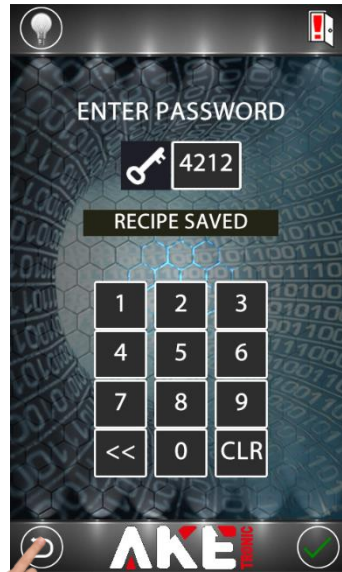 ENTER PASSWORD
4212
RECIPE SAVED
1 2 3
4 5 6
7 8 9
<< 0 CLR
AKE TRONIC